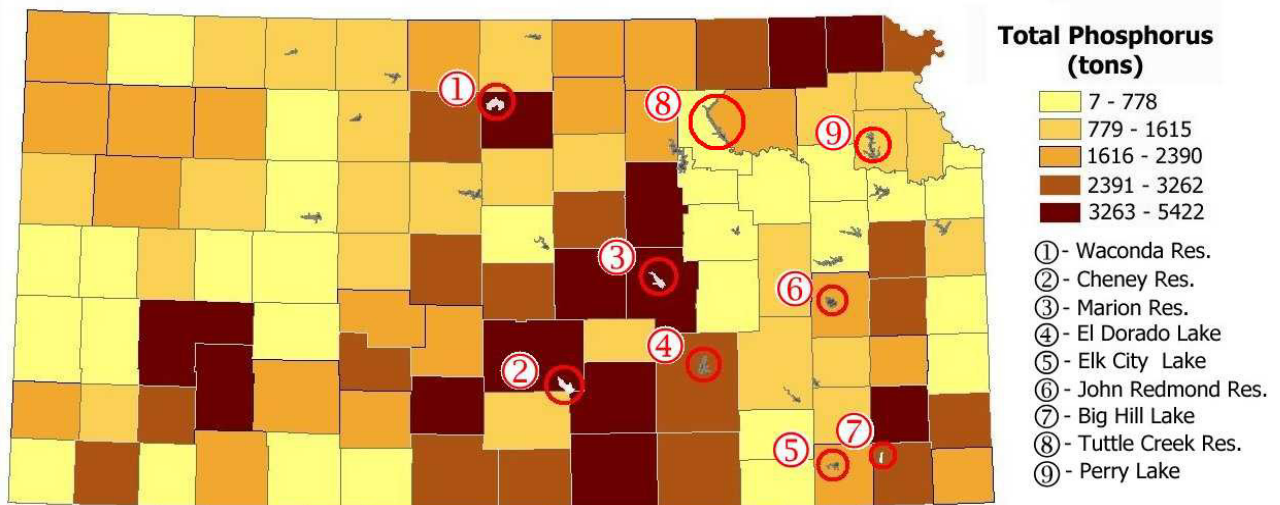 Total Phosphorus
(tons)
7 - 778
779 - 1615
1616 - 2390
2391 - 3262
3263 - 5422
① - Waconda Res.
② - Cheney Res.
③ - Marion Res.
④ - El Dorado Lake
⑤ - Elk City Lake
⑥ - John Redmond Res.
⑦ - Big Hill Lake
⑧ - Tuttle Creek Res.
⑨ - Perry Lake
①
⑧
⑨
③
⑥
④
②
⑦
⑤